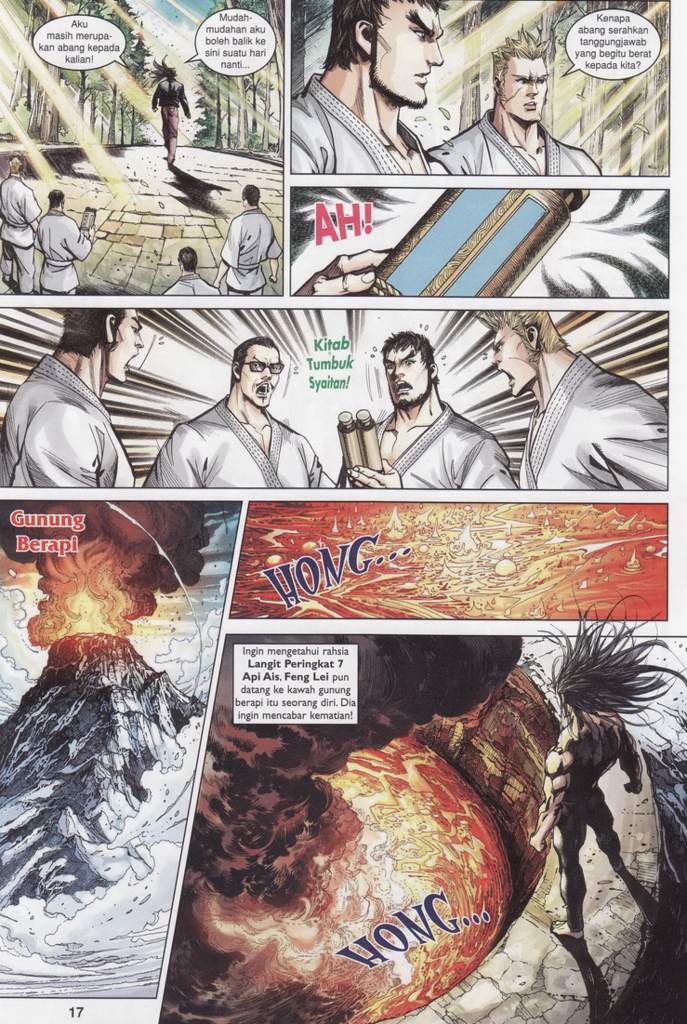 Aku
masih merupa-
kan abang kepada
kalian!
Mudah-
mudahan aku
boleh balik ke
sini suatu hari
nanti...
Kenapa
abang serahkan
tanggungjawab
yang begitu berat
kepada kita?
AH!
Kitab
Tumbuk
Syaitan!
Gunung
Berapi
HONG...
Ingin mengetahui rahsia
Langit Peringkat 7
Api Ais, Feng Lei pun
datang ke kawah gunung
berapi itu seorang diri. Dia
ingin mencabar kematian!
HONG...
17